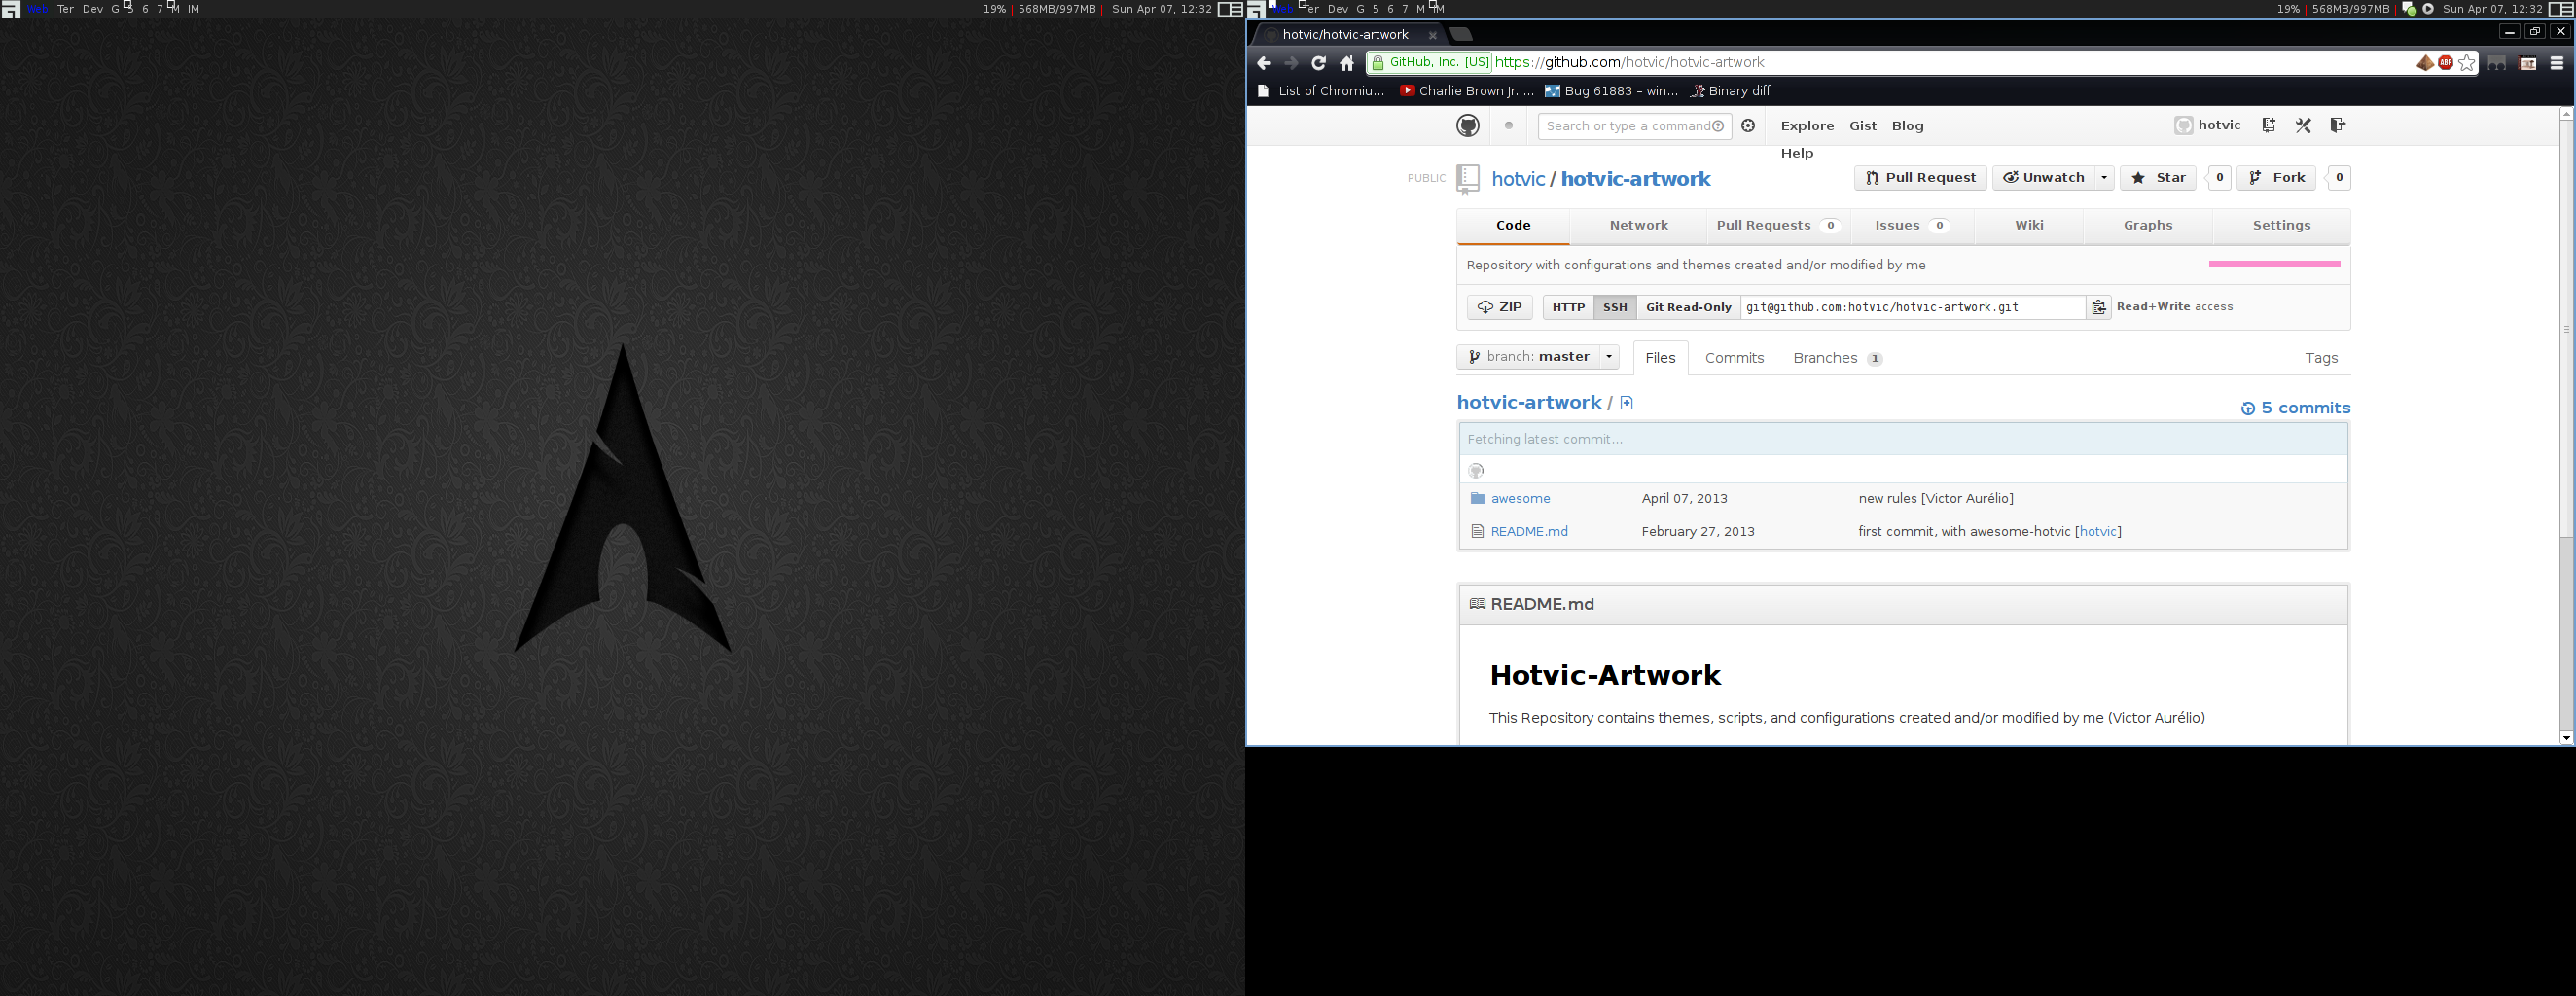 Web Ter Dev G 5 6 7 M IM 19% | 568MB/997MB | Sun Apr 07, 12:32
Web Ter Dev G 5 6 7 M IM 19% | 568MB/997MB | Sun Apr 07, 12:32
hotvic/hotvic-artwork
GitHub, Inc. [US] https://github.com/hotvic/hotvic-artwork
ABP
List of Chromiu... Charlie Brown Jr. ... Bug 61883 – win... Binary diff
Search or type a command Explore Gist Blog hotvic
Help
PUBLIC hotvic / hotvic-artwork Pull Request Unwatch Star 0 Fork 0
Code Network Pull Requests 0 Issues 0 Wiki Graphs Settings
Repository with configurations and themes created and/or modified by me
ZIP HTTP SSH Git Read-Only git@github.com:hotvic/hotvic-artwork.git Read+Write access
branch: master Files Commits Branches 1 Tags
hotvic-artwork / 5 commits
Fetching latest commit...
awesome April 07, 2013 new rules [Victor Aurélio]
README.md February 27, 2013 first commit, with awesome-hotvic [hotvic]
README.md
Hotvic-Artwork
This Repository contains themes, scripts, and configurations created and/or modified by me (Victor Aurélio)